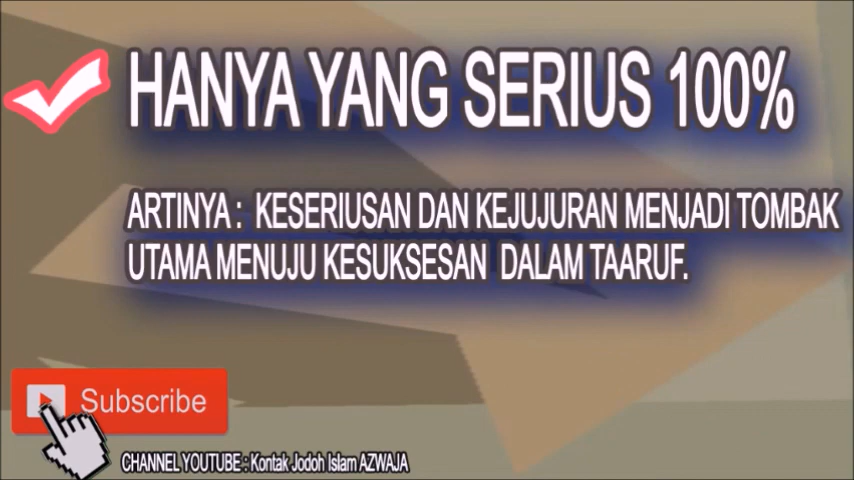 HANYA YANG SERIUS 100%
ARTINYA : KESERIUSAN DAN KEJUJURAN MENJADI TOMBAK
UTAMA MENUJU KESUKSESAN DALAM TAARUF.
Subscribe
CHANNEL YOUTUBE : Kontak Jodoh Islam AZWAJA